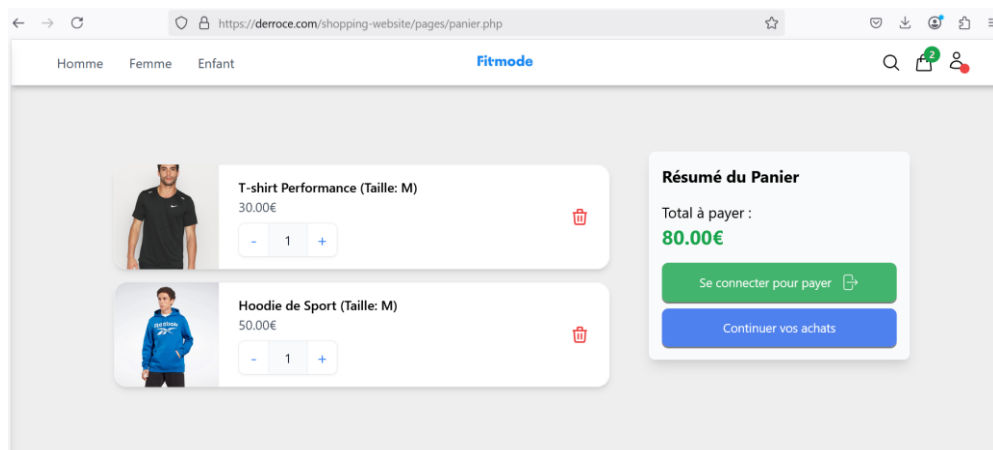 https://derroce.com/shopping-website/pages/panier.php
Homme Femme Enfant Fitmode 2
T-shirt Performance (Taille: M)
30.00€
- 1 +
Hoodie de Sport (Taille: M)
50.00€
- 1 +
Résumé du Panier
Total à payer :
80.00€
Se connecter pour payer
Continuer vos achats
Reebok